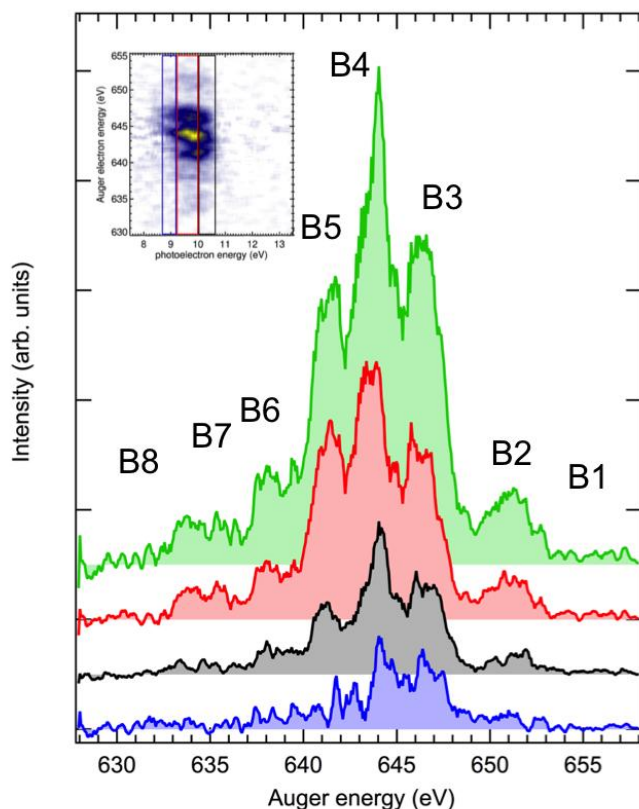 B4
B3
B5
B6
B7
B8
B2
B1
655
650
645
640
635
630
Auger electron energy (eV)
8 9 10 11 12 13
photoelectron energy (eV)
Intensity (arb. units)
630 635 640 645 650 655
Auger energy (eV)